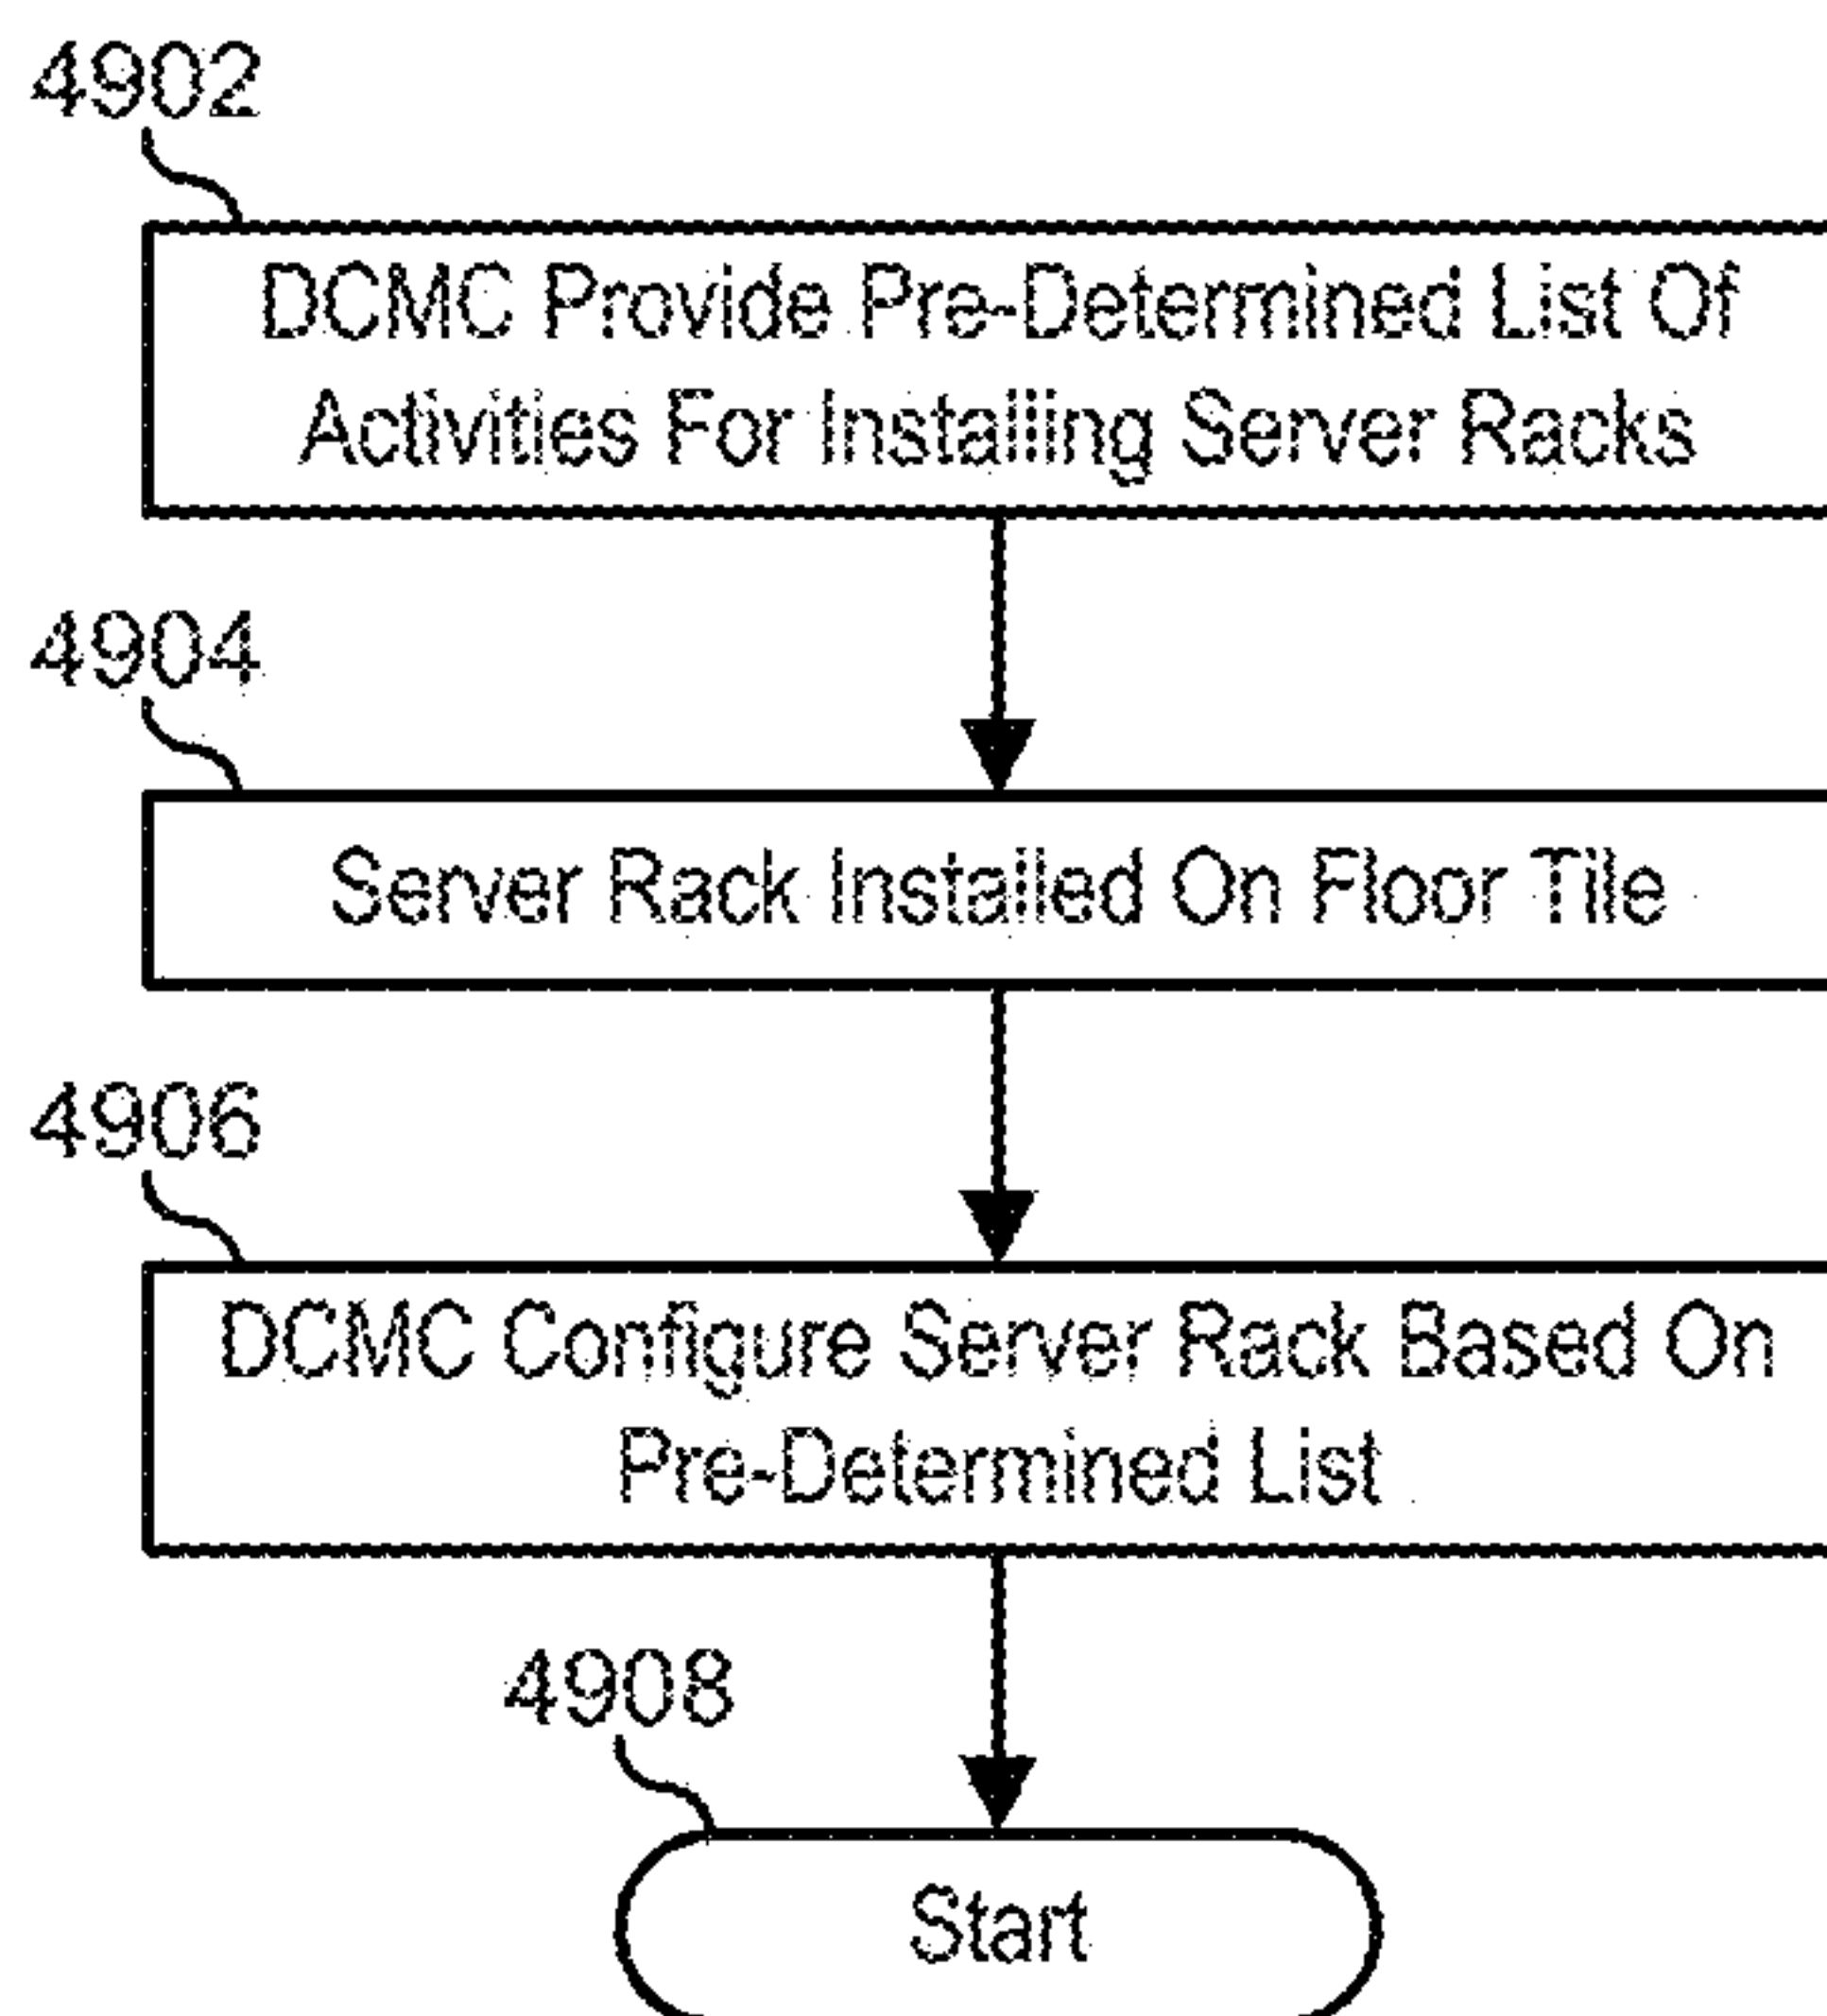 4902
DCMC Provide Pre-Determined List Of
Activities For Installing Server Racks
4904
Server Rack Installed On Floor Tile
4906
DCMC Configure Server Rack Based On
Pre-Determined List
4908
Start